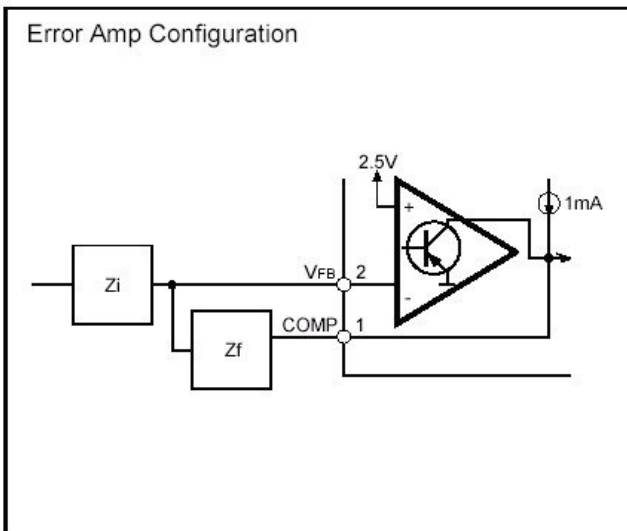 Error Amp Configuration
2.5V
+
1mA
Zi
VFB
2
-
COMP
1
Zf